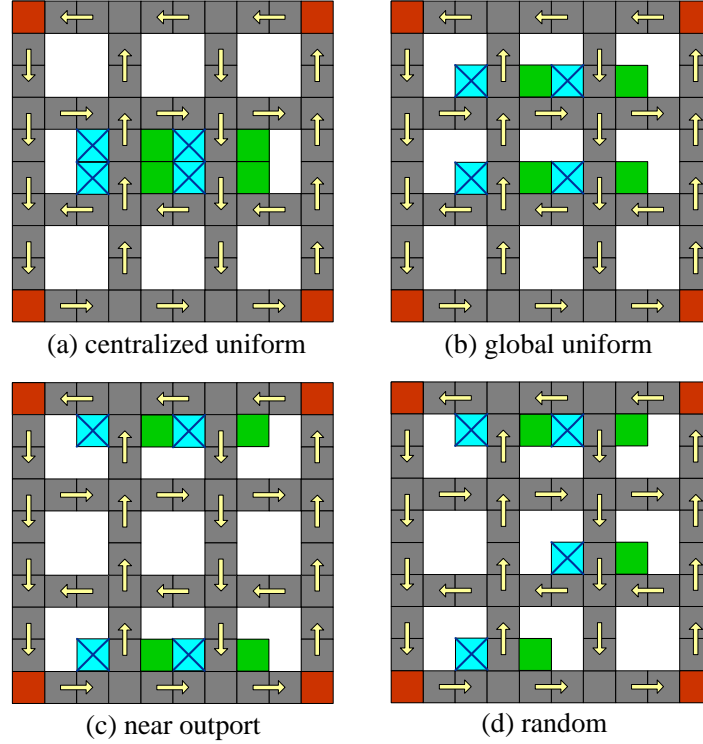 (a) centralized uniform
(b) global uniform
(c) near outport
(d) random